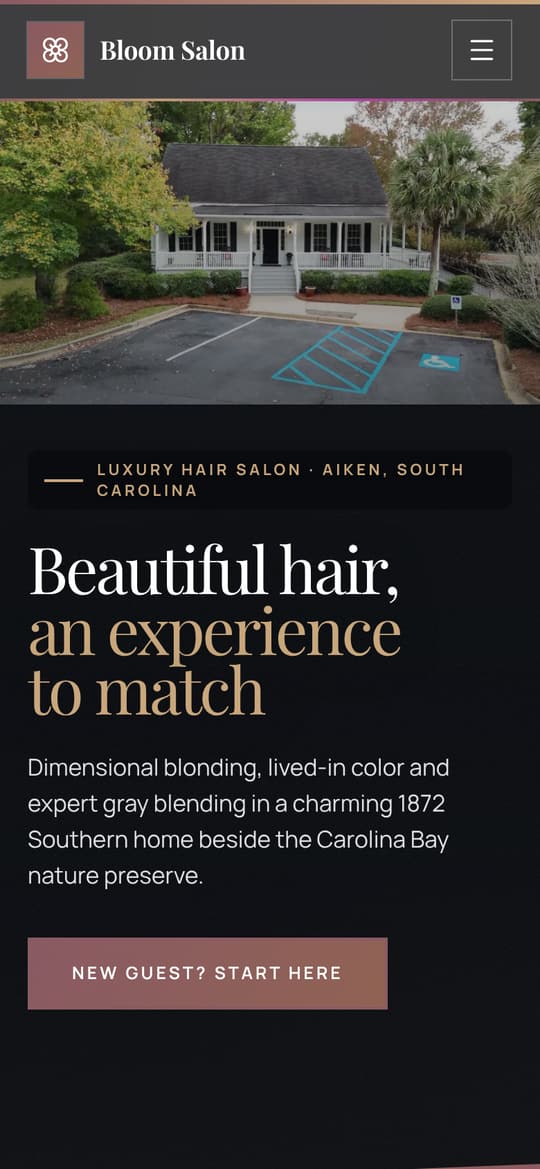 Bloom Salon
LUXURY HAIR SALON · AIKEN, SOUTH
CAROLINA
Beautiful hair,
an experience
to match
Dimensional blonding, lived-in color and
expert gray blending in a charming 1872
Southern home beside the Carolina Bay
nature preserve.
NEW GUEST? START HERE